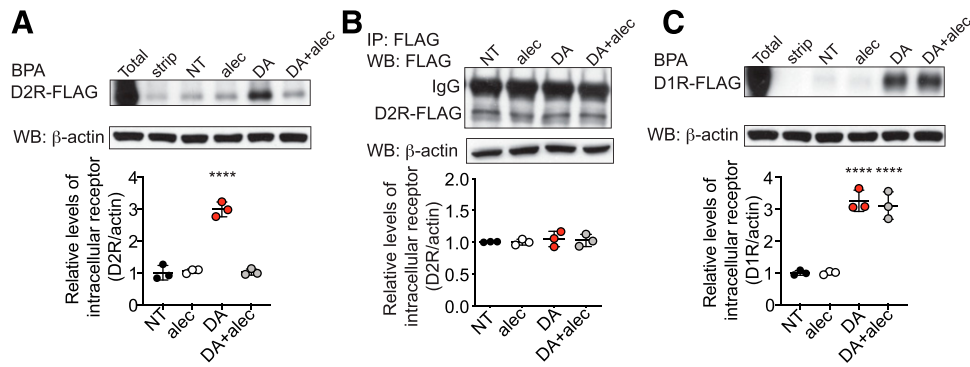 A
BPA
Total strip NT alec DA DA+alec
D2R-FLAG
WB: β-actin
Relative levels of
intracellular receptor
(D2R/actin)
4
3
2
1
0
****
NT alec DA DA+alec
B
IP: FLAG
WB: FLAG
NT alec DA DA+alec
IgG
D2R-FLAG
WB: β-actin
Relative levels of
intracellular receptor
(D2R/actin)
2.0
1.5
1.0
0.5
0.0
NT alec DA DA+alec
C
BPA
Total strip NT alec DA DA+alec
D1R-FLAG
WB: β-actin
Relative levels of
intracellular receptor
(D1R/actin)
4
3
2
1
0
**** ****
NT alec DA DA+alec